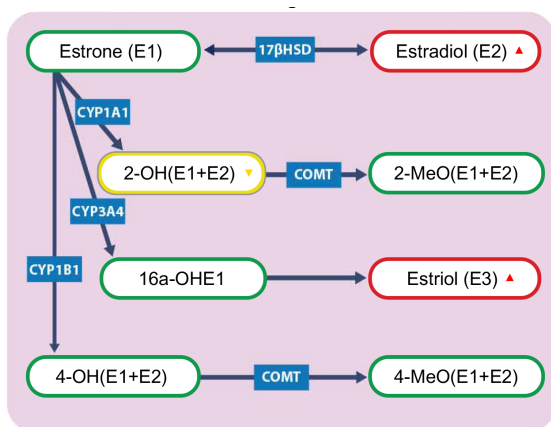 Estrone (E1)
17βHSD
Estradiol (E2)
CYP1A1
2-OH(E1+E2)
COMT
2-MeO(E1+E2)
CYP3A4
CYP1B1
16a-OHE1
Estriol (E3)
4-OH(E1+E2)
COMT
4-MeO(E1+E2)